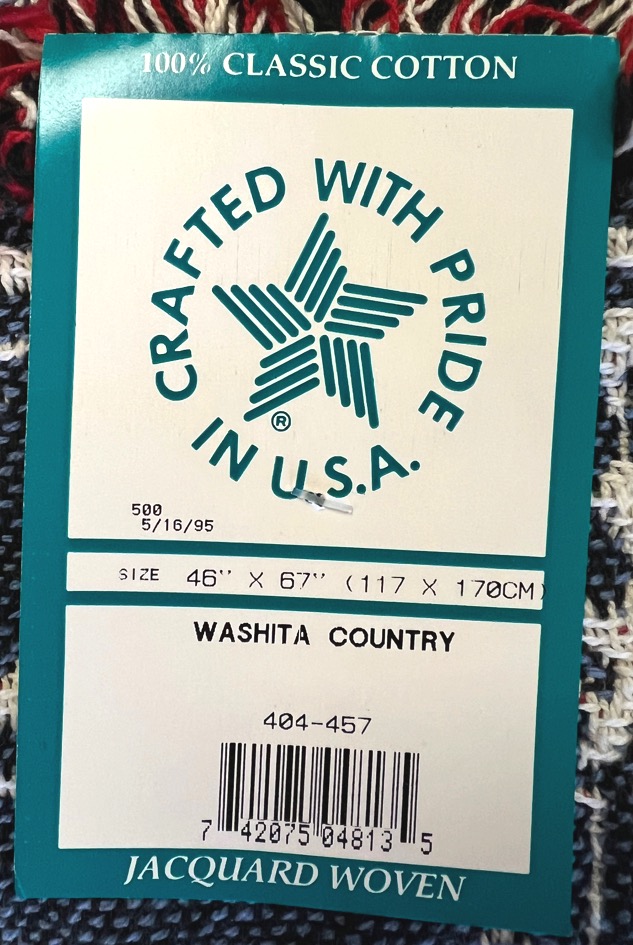 100% CLASSIC COTTON
CRAFTED WITH PRIDE
IN U.S.A.
®
500
5/16/95
SIZE 46" X 67" (117 X 170CM)
WASHITA COUNTRY
404-457
7 42075 04813 5
JACQUARD WOVEN